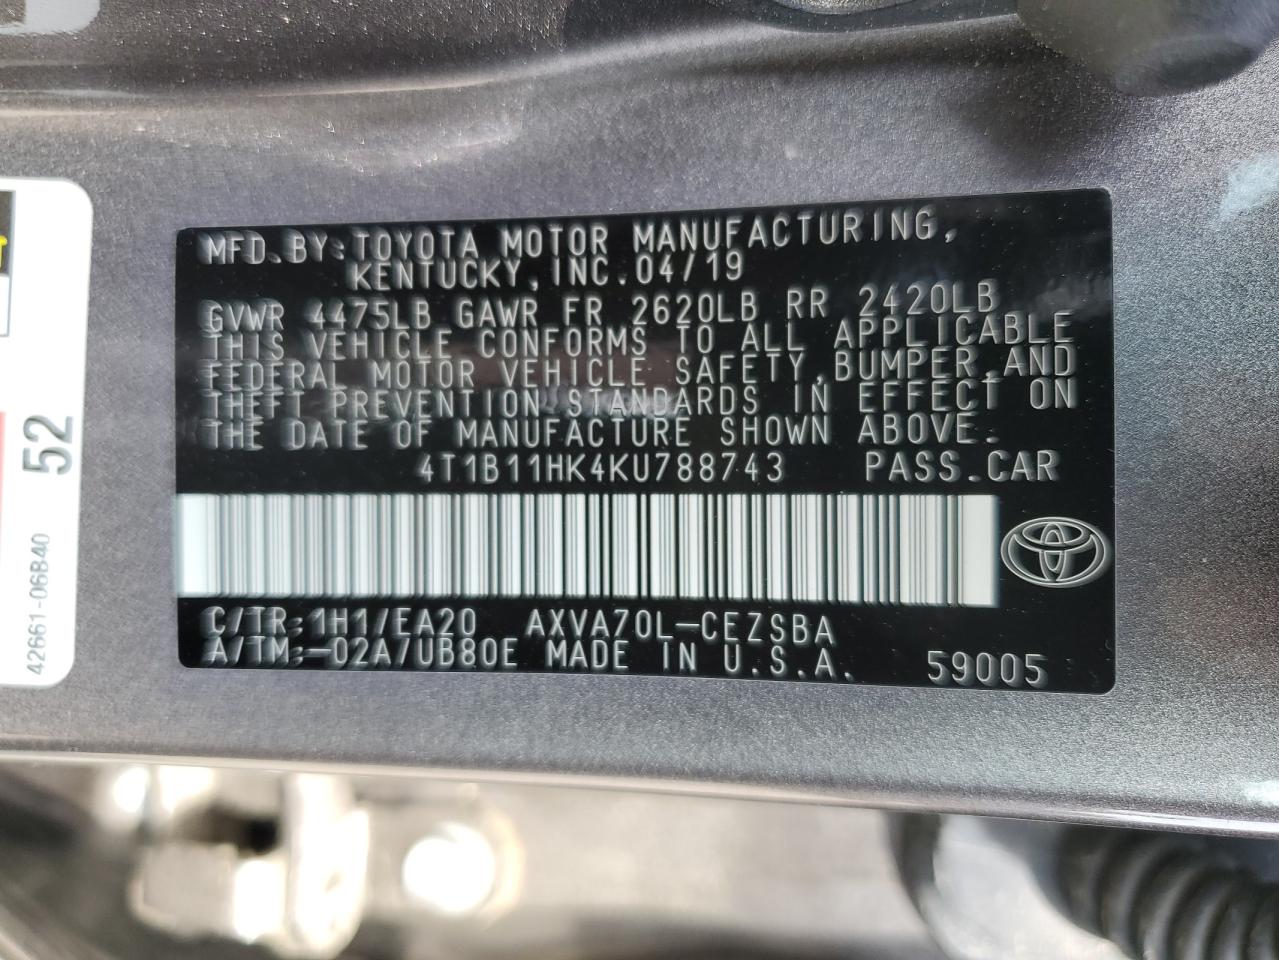 MFD.BY:TOYOTA MOTOR MANUFACTURING,
KENTUCKY,INC.04/19
GVWR 4475LB GAWR FR 2620LB RR 2420LB
THIS VEHICLE CONFORMS TO ALL APPLICABLE
FEDERAL MOTOR VEHICLE SAFETY,BUMPER,AND
THEFT PREVENTION STANDARDS IN EFFECT ON
THE DATE OF MANUFACTURE SHOWN ABOVE.
4T1B11HK4KU788743 PASS.CAR
C/TR:1H1/EA20 AXVA70L-CEZSBA
A/TM:-02A7UB80E MADE IN U.S.A. 59005
52
42661-06B40